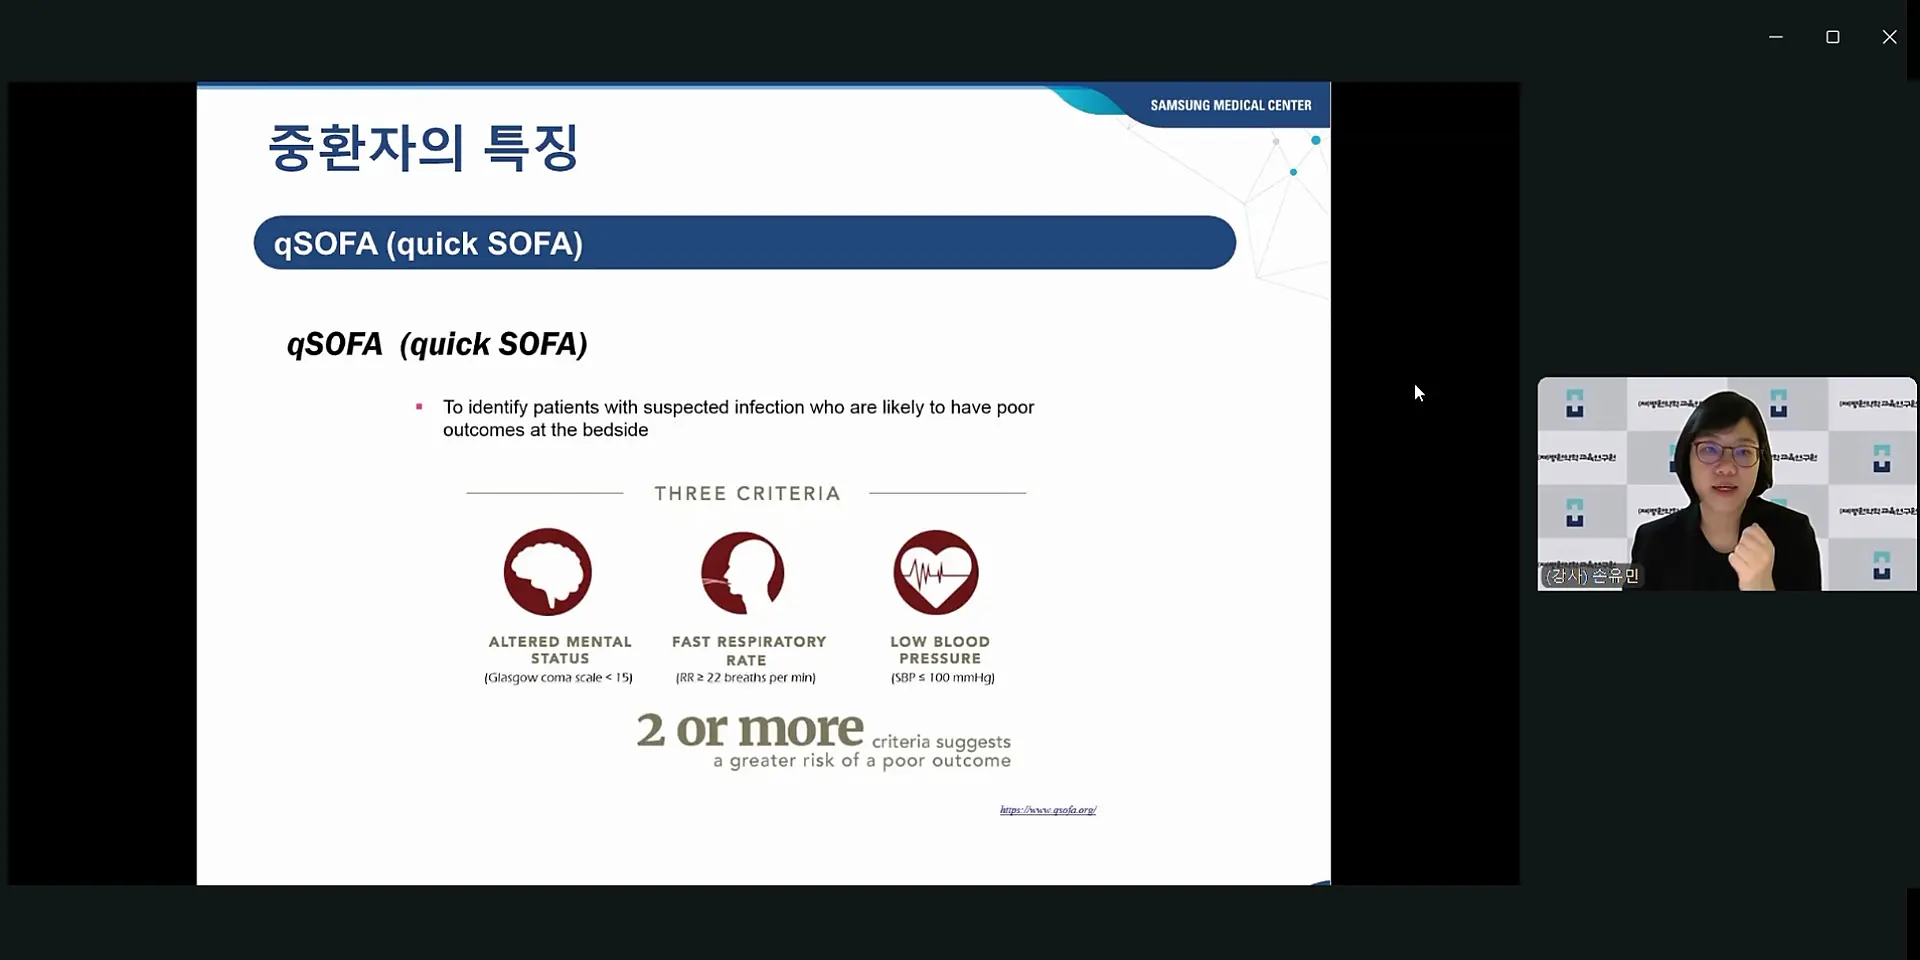 SAMSUNG MEDICAL CENTER
중환자의 특징
qSOFA (quick SOFA)
qSOFA (quick SOFA)
▪ To identify patients with suspected infection who are likely to have poor
outcomes at the bedside
THREE CRITERIA
ALTERED MENTAL
STATUS
(Glasgow coma scale < 15)
FAST RESPIRATORY
RATE
(RR ≥ 22 breaths per min)
LOW BLOOD
PRESSURE
(SBP ≤ 100 mmHg)
2 or more criteria suggests
a greater risk of a poor outcome
https://www.qsofa.org/
(강사) 손유민